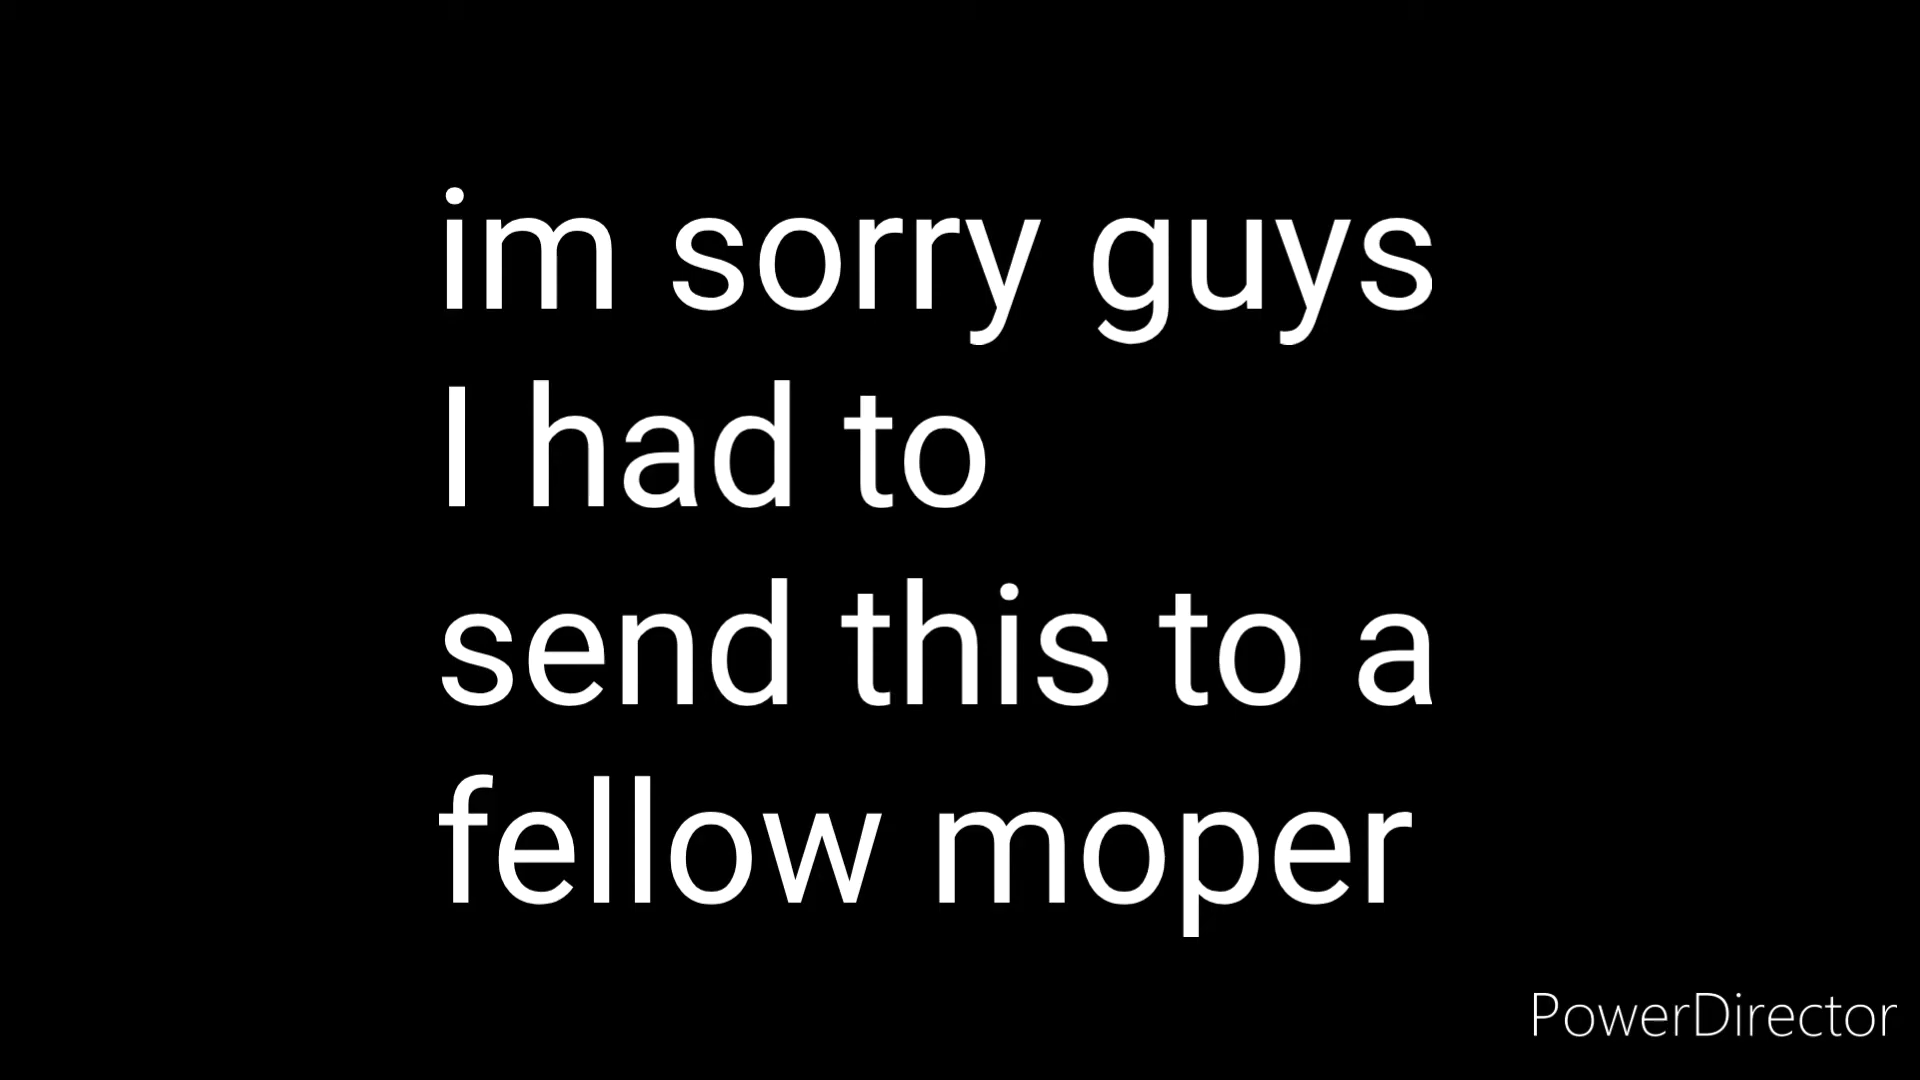 im sorry guys
I had to
send this to a
fellow moper
PowerDirector